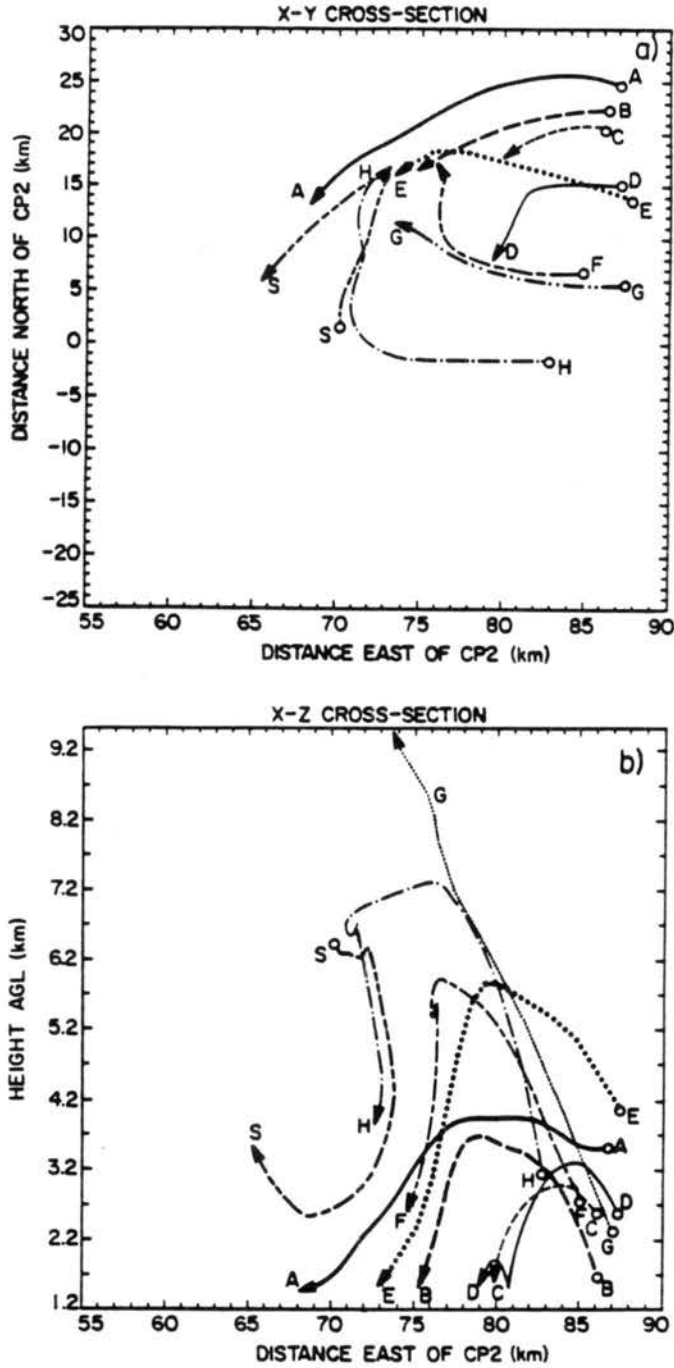 X-Y CROSS-SECTION
a)
30
25
20
15
10
5
0
-5
-10
-15
-20
-25
DISTANCE NORTH OF CP2 (km)
A
B
C
D
E
F
G
H
A
S
H
E
G
D
S
55 60 65 70 75 80 85 90
DISTANCE EAST OF CP2 (km)
X-Z CROSS-SECTION
b)
9.2
8.2
7.2
6.2
5.2
4.2
3.2
2.2
1.2
HEIGHT AGL (km)
G
S
E
A
H
S
H
F
F
C
D
G
A
E
B
D
C
B
55 60 65 70 75 80 85 90
DISTANCE EAST OF CP2 (km)